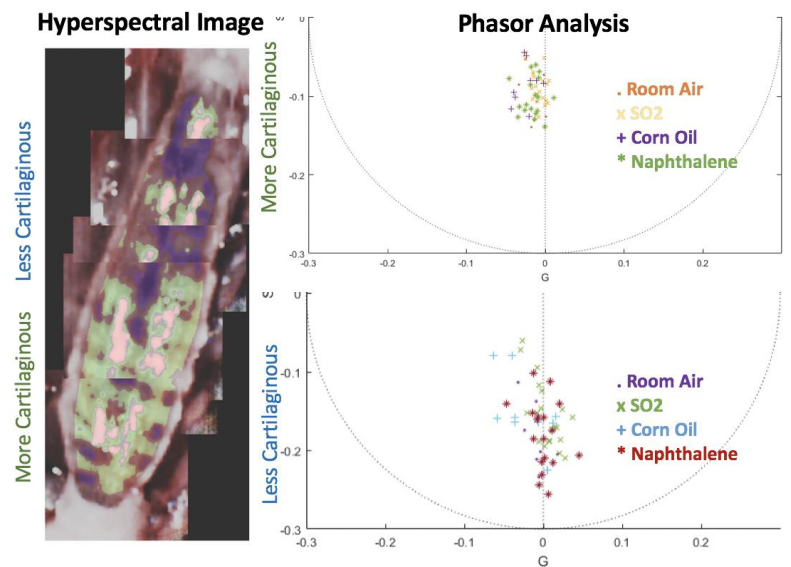 Hyperspectral Image
Phasor Analysis
Less Cartilaginous
More Cartilaginous
More Cartilaginous
0
-0.1
-0.2
-0.3
-0.3
-0.2
-0.1
0
0.1
0.2
G
. Room Air
x SO2
+ Corn Oil
* Naphthalene
Less Cartilaginous
0
-0.1
-0.2
-0.3
-0.3
-0.2
-0.1
0
0.1
0.2
G
. Room Air
x SO2
+ Corn Oil
* Naphthalene